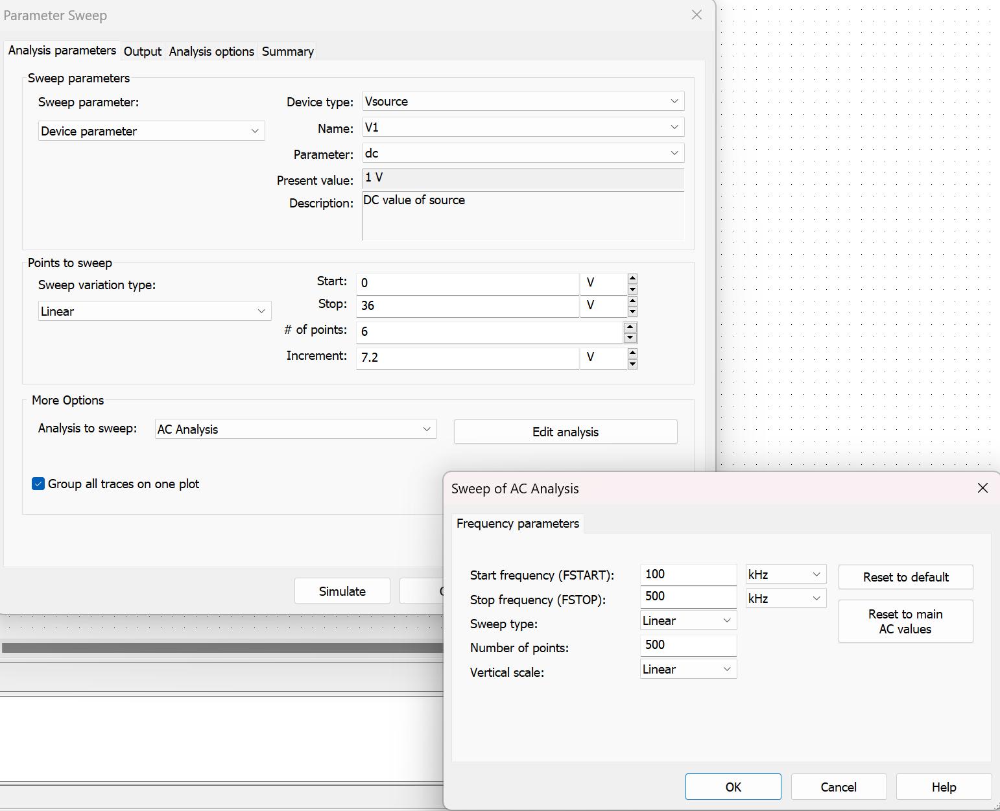 Parameter Sweep
Analysis parameters Output Analysis options Summary
Sweep parameters
Sweep parameter:
Device parameter
Device type: Vsource
Name: V1
Parameter: dc
Present value: 1 V
Description: DC value of source
Points to sweep
Sweep variation type:
Linear
Start: 0 V
Stop: 36 V
# of points: 6
Increment: 7.2 V
More Options
Analysis to sweep: AC Analysis Edit analysis
Group all traces on one plot
Simulate
Sweep of AC Analysis
Frequency parameters
Start frequency (FSTART): 100 kHz Reset to default
Stop frequency (FSTOP): 500 kHz
Sweep type: Linear
Reset to main
AC values
Number of points: 500
Vertical scale: Linear
OK Cancel Help